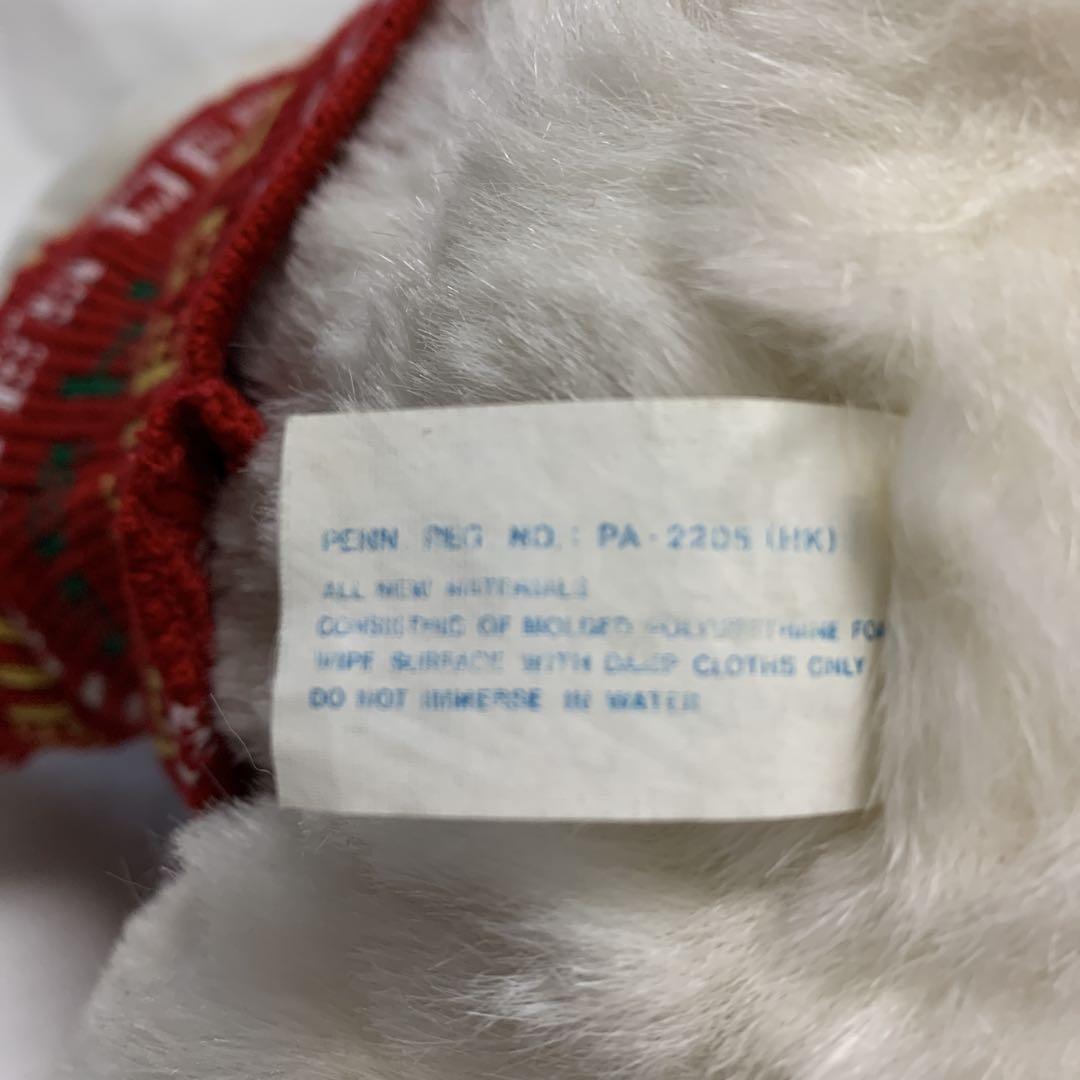 PENN. REG NO.: PA-2205 (HK)
ALL NEW MATERIALS
CONSISTING OF MOLDED POLYURETHANE FOA
WIPE SURFACE WITH DAMP CLOTHS ONLY
DO NOT IMMERSE IN WATER